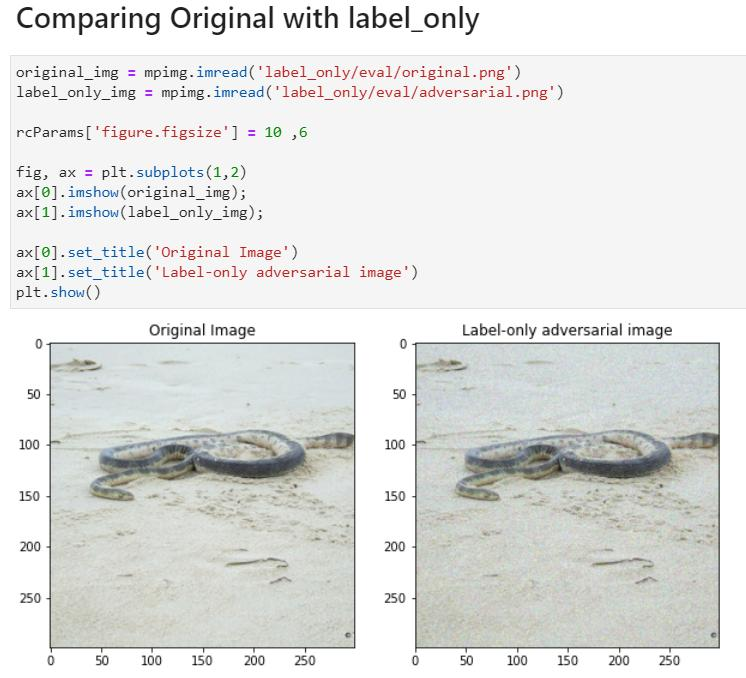 Comparing Original with label_only
original_img = mpimg.imread('label_only/eval/original.png')
label_only_img = mpimg.imread('label_only/eval/adversarial.png')
rcParams['figure.figsize'] = 10 ,6
fig, ax = plt.subplots(1,2)
ax[0].imshow(original_img);
ax[1].imshow(label_only_img);
ax[0].set_title('Original Image')
ax[1].set_title('Label-only adversarial image')
plt.show()
Original Image
0
50
100
150
200
250
0 50 100 150 200 250
Label-only adversarial image
0
50
100
150
200
250
0 50 100 150 200 250